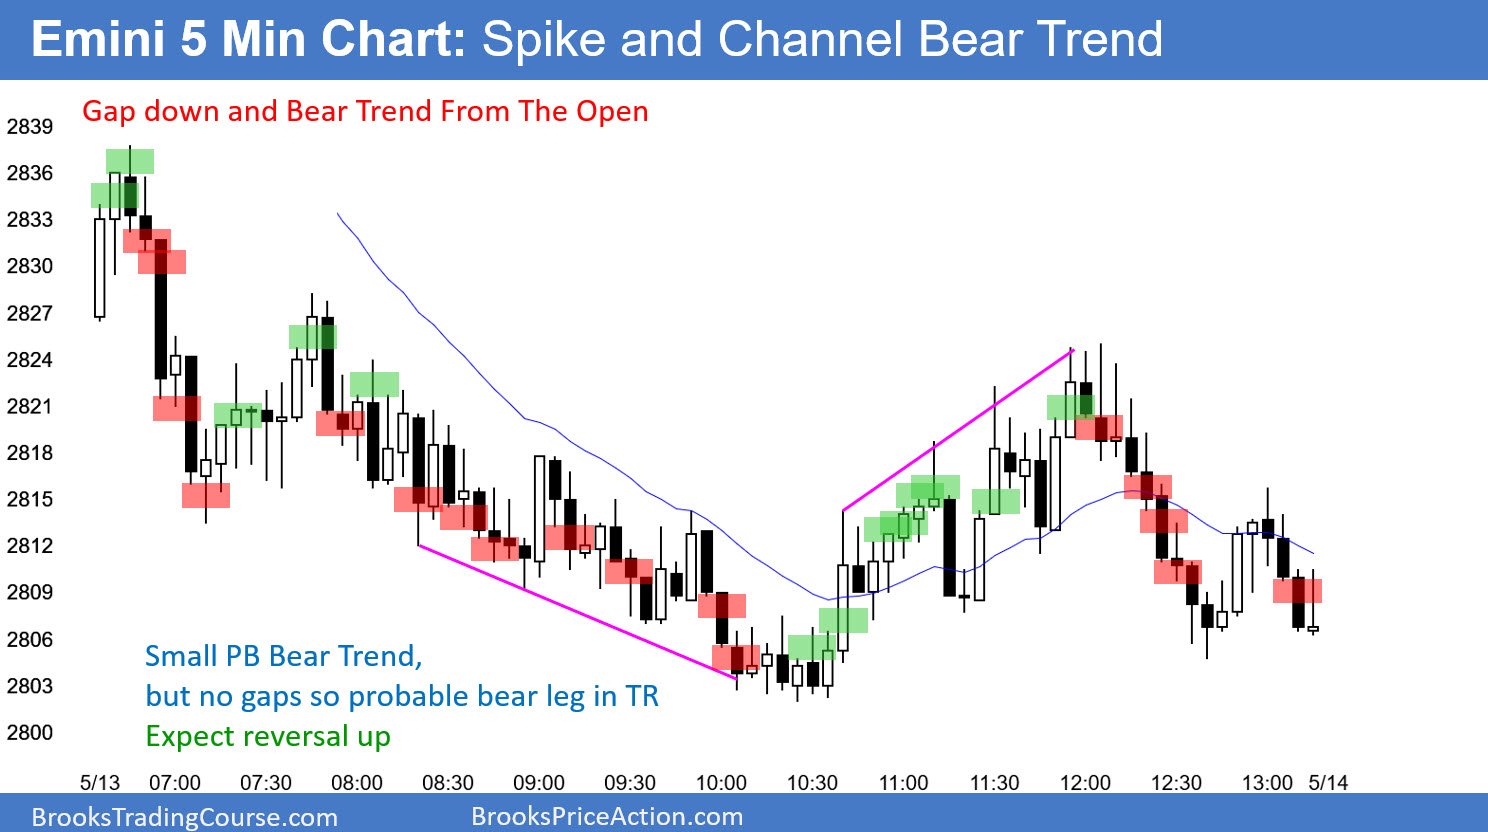 Emini 5 Min Chart: Spike and Channel Bear Trend
Gap down and Bear Trend From The Open
2839
2836
2833
2830
2827
2824
2821
2818
2815
2812
2809
2806
2803
2800
Small PB Bear Trend,
but no gaps so probable bear leg in TR
Expect reversal up
5/13 07:00 07:30 08:00 08:30 09:00 09:30 10:00 10:30 11:00 11:30 12:00 12:30 13:00 5/14
BrooksTradingCourse.com BrooksPriceAction.com